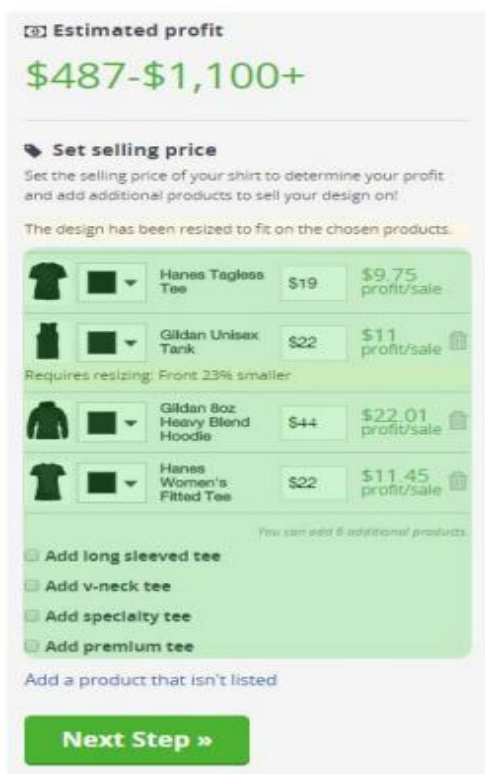 Estimated profit
$487-$1,100+
Set selling price
Set the selling price of your shirt to determine your profit
and add additional products to sell your design on!
The design has been resized to fit on the chosen products.
Hanes Tagless
Tee
$19
$9.75
profit/sale
Gildan Unisex
Tank
$22
$11
profit/sale
Requires resizing: Front 23% smaller
Gildan 8oz
Heavy Blend
Hoodie
$44
$22.01
profit/sale
Hanes
Women's
Fitted Tee
$22
$11.45
profit/sale
You can add 6 additional products.
Add long sleeved tee
Add v-neck tee
Add specialty tee
Add premium tee
Add a product that isn't listed
Next Step »